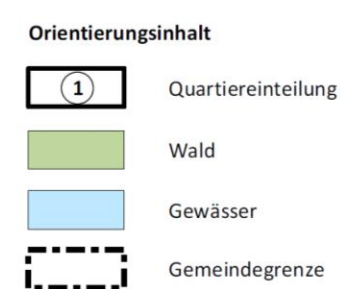 Orientierungsinhalt
1 Quartiereinteilung
Wald
Gewässer
Gemeindegrenze